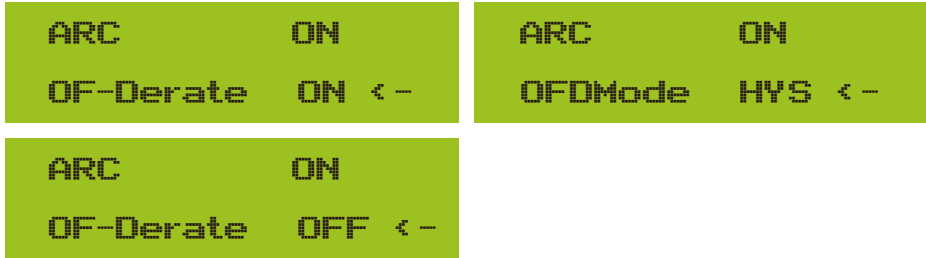 ARC ON
OF-Derate ON <-
ARC ON
OFDMode HYS <-
ARC ON
OF-Derate OFF <-